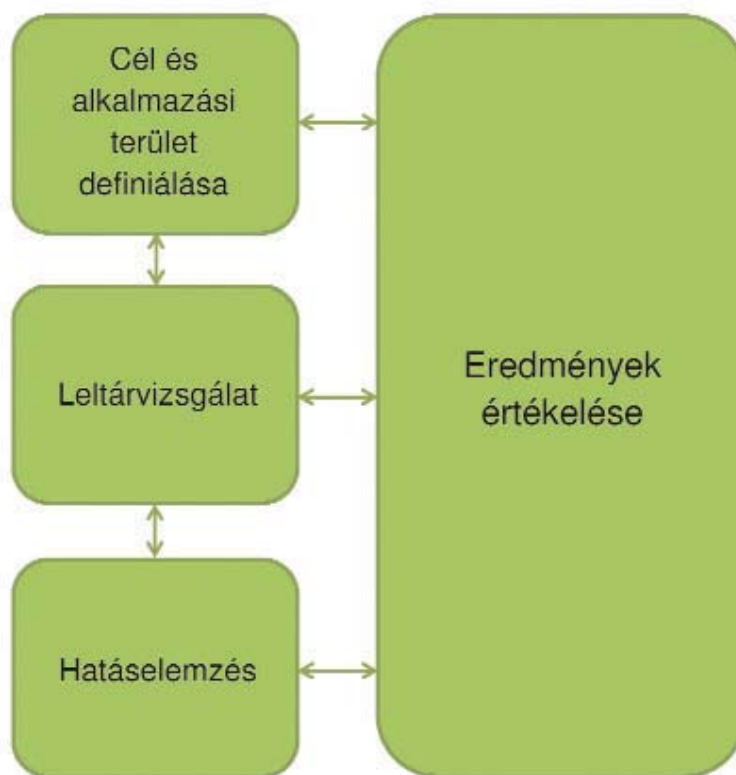 Cél és
alkalmazási
terület
definiálása
Leltárvizsgálat
Hatáselemzés
Eredmények
értékelése